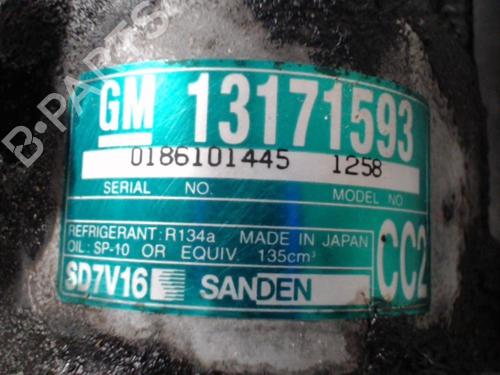 GM 13171593
0186101445 1258
SERIAL NO. MODEL NO
REFRIGERANT: R134a MADE IN JAPAN
OIL: SP-10 OR EQUIV. 135cm³
SD7V16 SANDEN CC2
B-PARTS